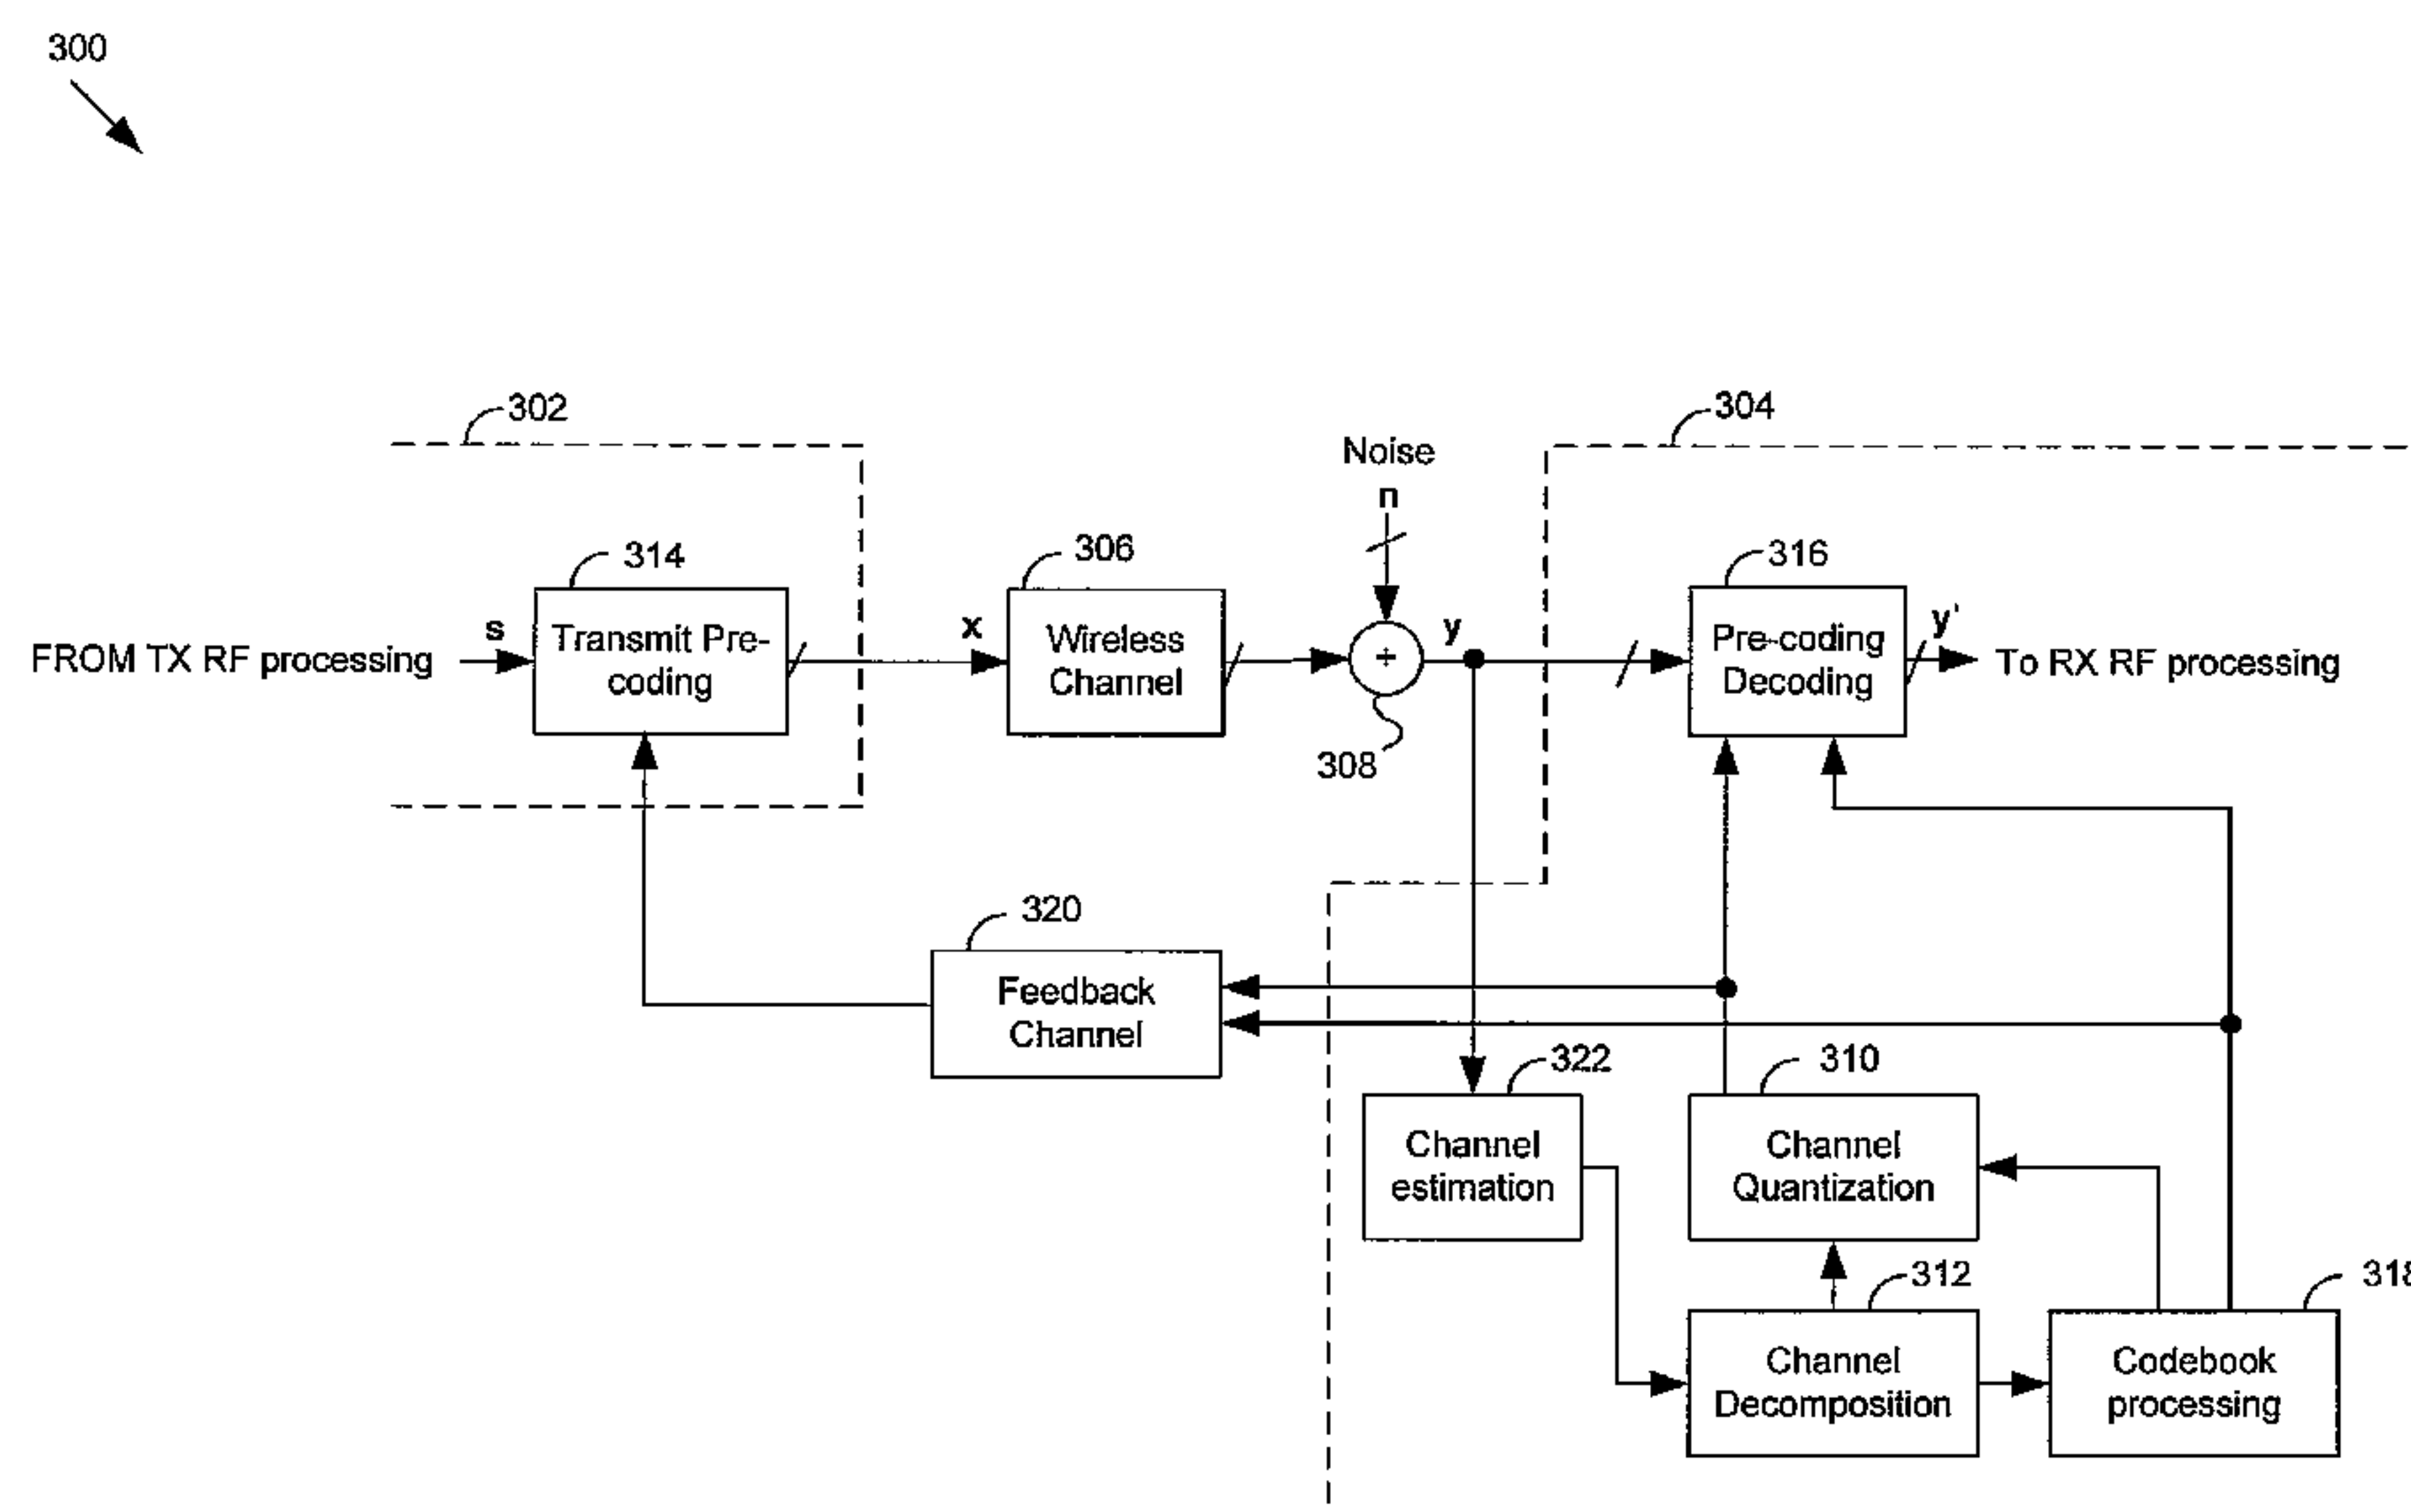 300
302
304
Noise
n
314
306
316
s
Transmit Pre-
coding
x
Wireless
Channel
+
y
Pre-coding
Decoding
y'
FROM TX RF processing
To RX RF processing
308
320
Feedback
Channel
322
310
Channel
estimation
Channel
Quantization
312
318
Channel
Decomposition
Codebook
processing